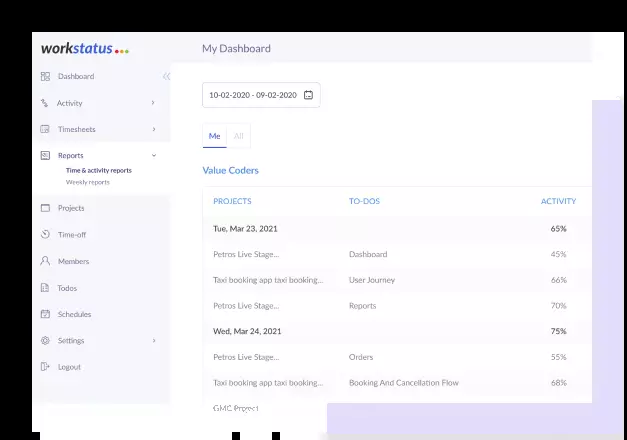 workstatus
My Dashboard
Dashboard
Activity
Timesheets
Reports
Time & activity reports
Weekly reports
Projects
Time-off
Members
Todos
Schedules
Settings
Logout
10-02-2020 - 09-02-2020
Me All
Value Coders
PROJECTS TO-DOS ACTIVITY
Tue, Mar 23, 2021 65%
Petros Live Stage... Dashboard 45%
Taxi booking app taxi booking... User Journey 66%
Petros Live Stage... Reports 70%
Wed, Mar 24, 2021 75%
Petros Live Stage... Orders 55%
Taxi booking app taxi booking... Booking And Cancellation Flow 68%
GMC Project